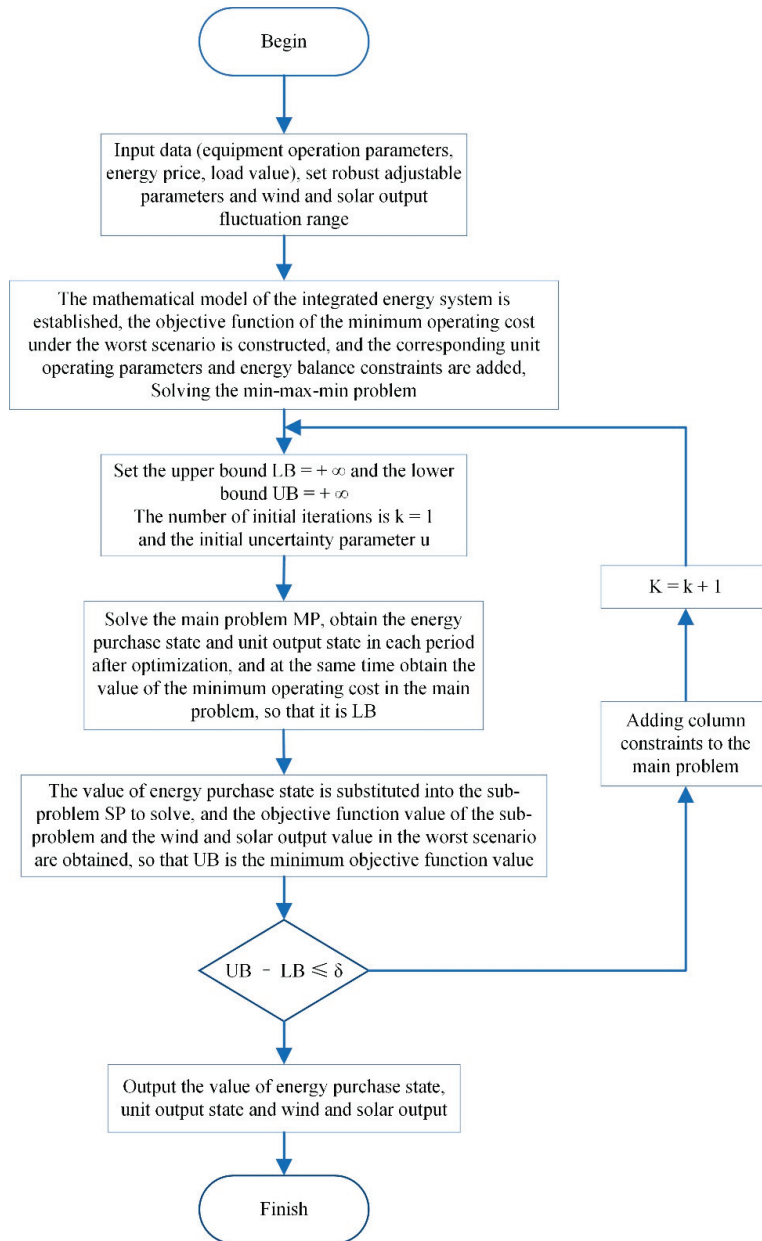 Begin
Input data (equipment operation parameters,
energy price, load value), set robust adjustable
parameters and wind and solar output
fluctuation range
The mathematical model of the integrated energy system is
established, the objective function of the minimum operating cost
under the worst scenario is constructed, and the corresponding unit
operating parameters and energy balance constraints are added,
Solving the min-max-min problem
Set the upper bound LB = + ∞ and the lower
bound UB = + ∞
The number of initial iterations is k = 1
and the initial uncertainty parameter u
Solve the main problem MP, obtain the energy
purchase state and unit output state in each period
after optimization, and at the same time obtain the
value of the minimum operating cost in the main
problem, so that it is LB
The value of energy purchase state is substituted into the sub-
problem SP to solve, and the objective function value of the sub-
problem and the wind and solar output value in the worst scenario
are obtained, so that UB is the minimum objective function value
UB - LB ≤ δ
Adding column
constraints to the
main problem
K = k + 1
Output the value of energy purchase state,
unit output state and wind and solar output
Finish